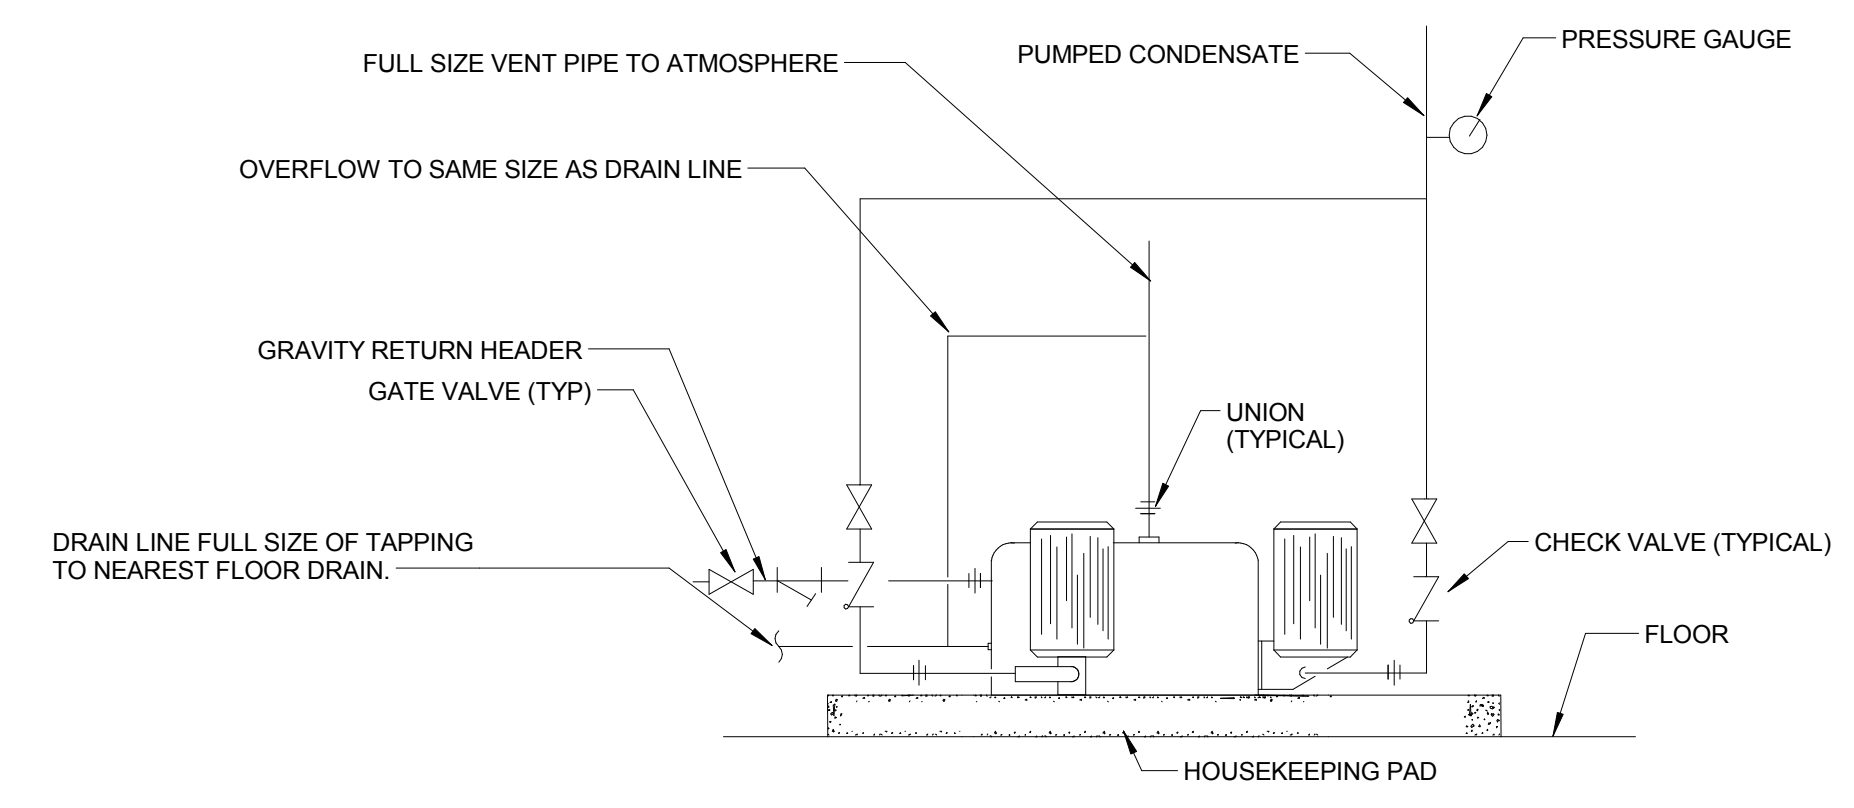 PRESSURE GAUGE
PUMPED CONDENSATE
FULL SIZE VENT PIPE TO ATMOSPHERE
OVERFLOW TO SAME SIZE AS DRAIN LINE
GRAVITY RETURN HEADER
GATE VALVE (TYP)
UNION
(TYPICAL)
DRAIN LINE FULL SIZE OF TAPPING
TO NEAREST FLOOR DRAIN.
CHECK VALVE (TYPICAL)
FLOOR
HOUSEKEEPING PAD